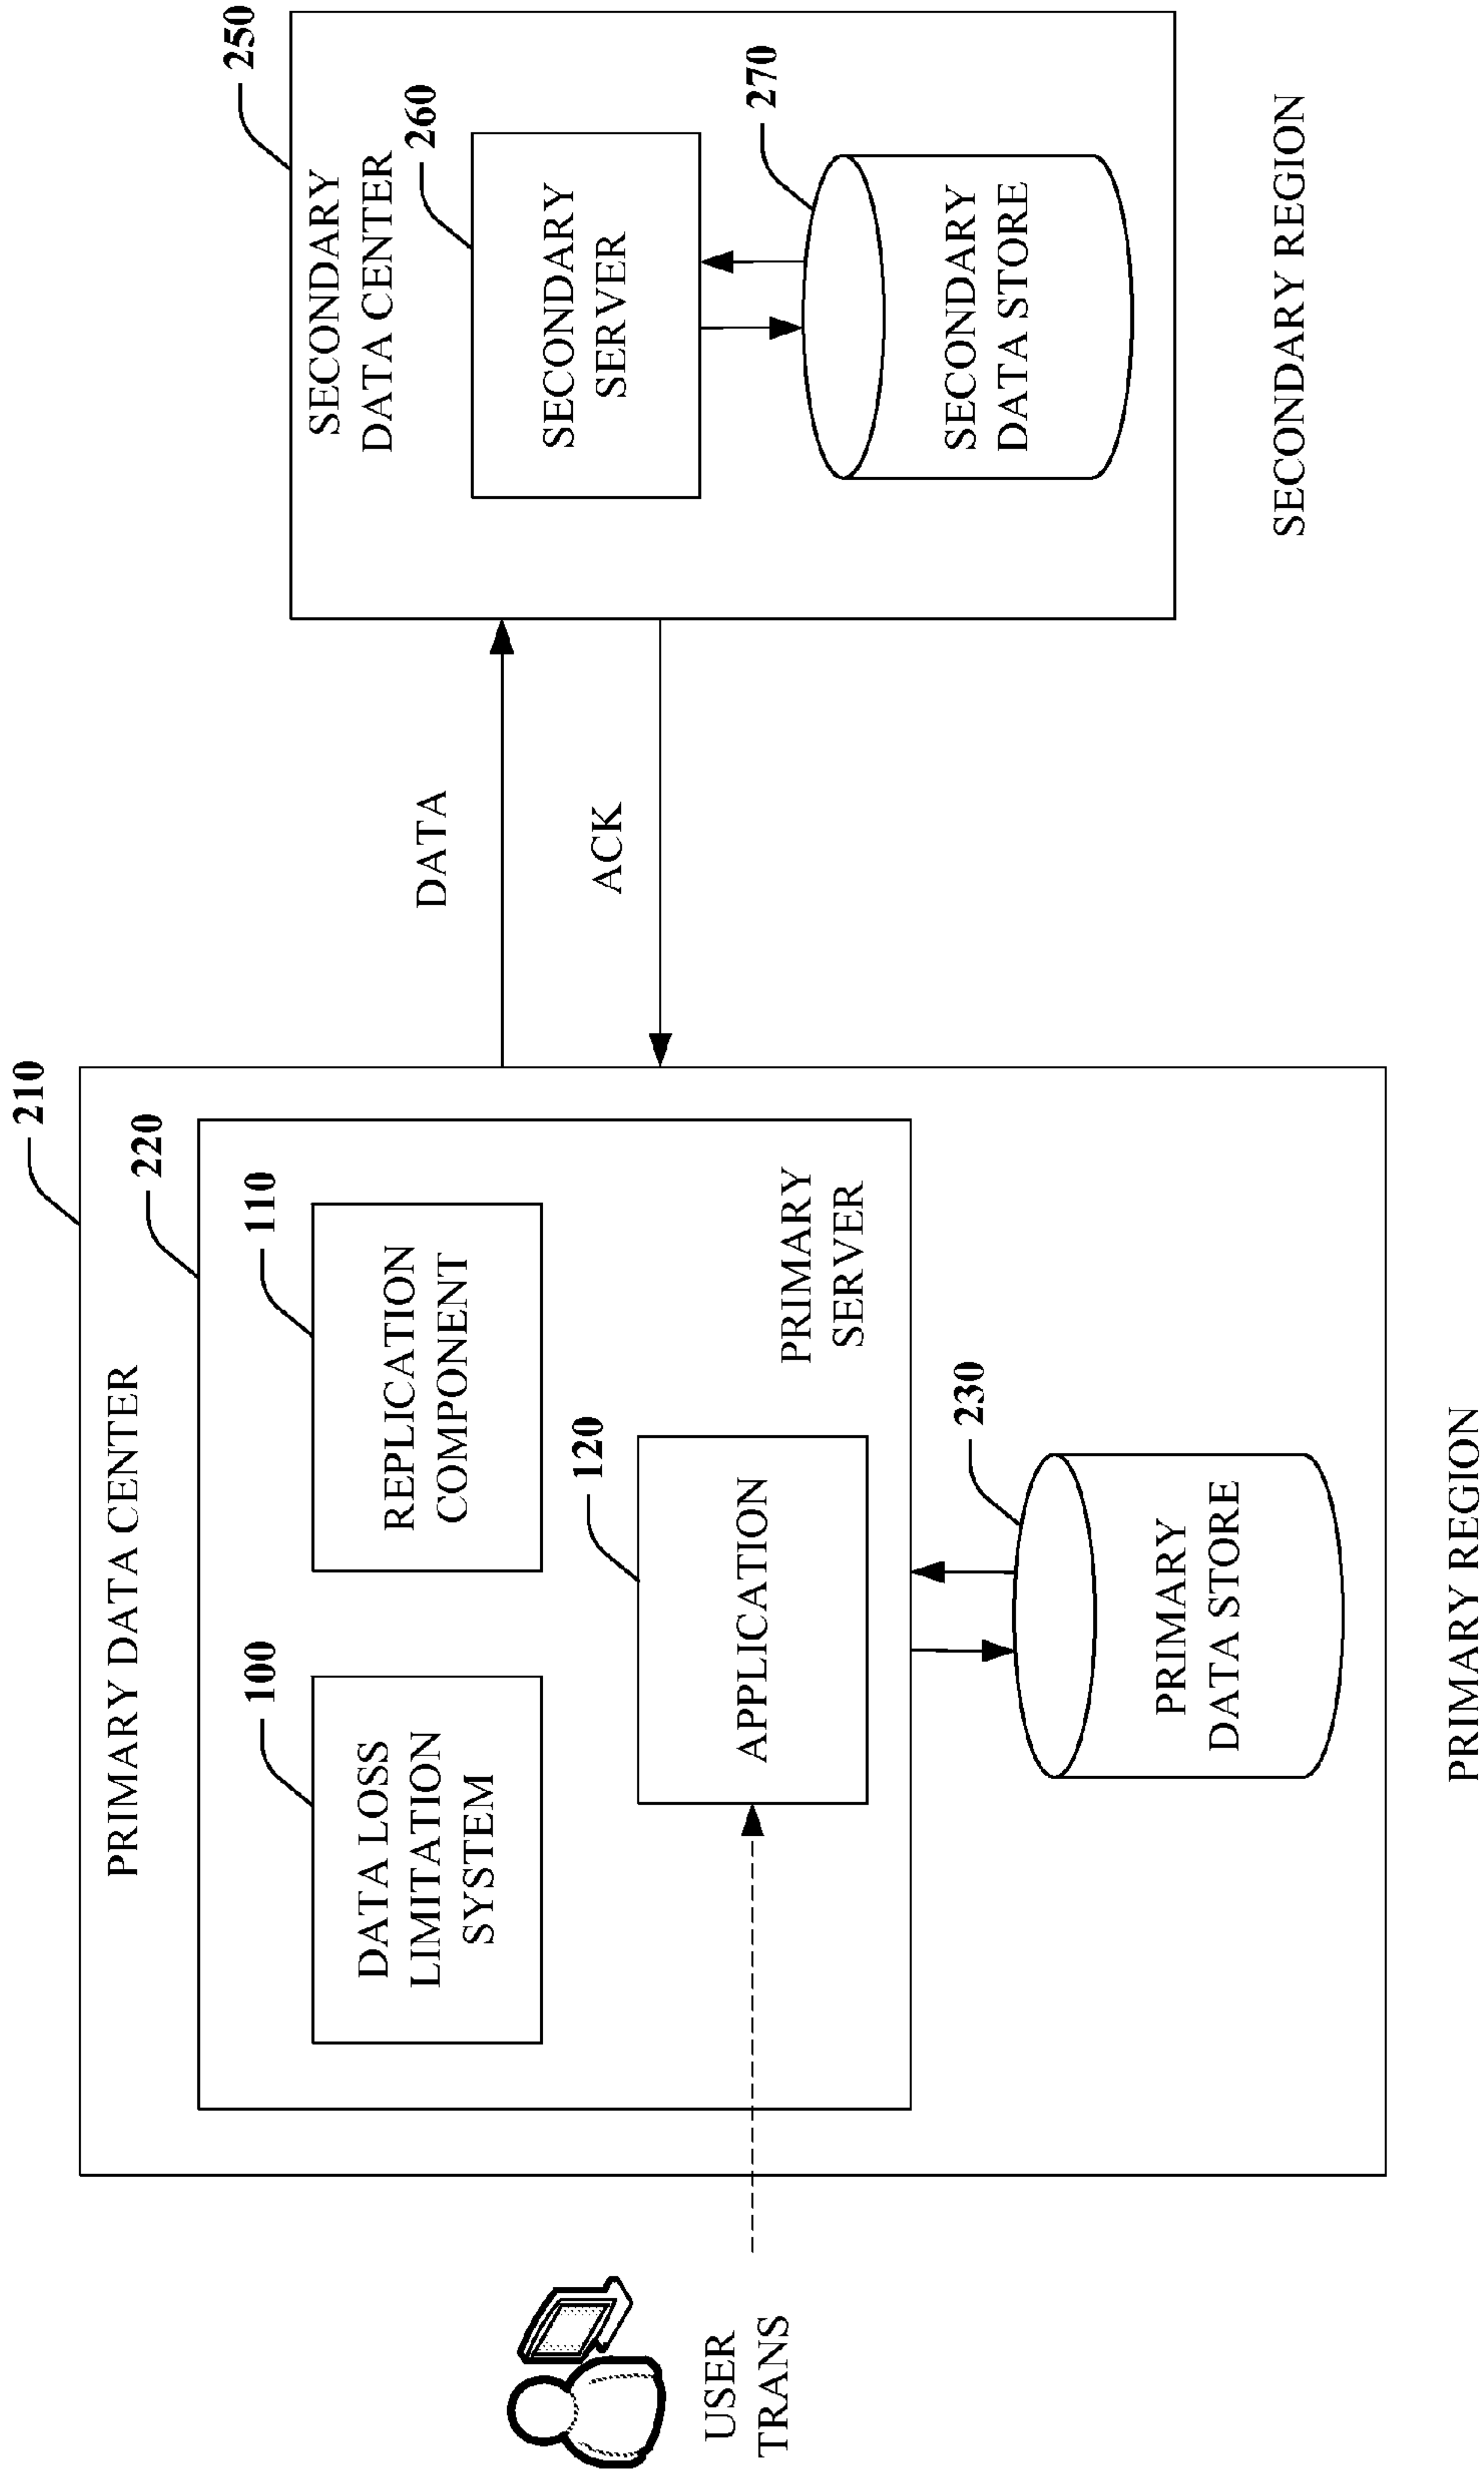 210
PRIMARY DATA CENTER
220
100
DATA LOSS
LIMITATION
SYSTEM
110
REPLICATION
COMPONENT
120
APPLICATION
PRIMARY
SERVER
230
PRIMARY
DATA STORE
PRIMARY REGION
USER
TRANS
DATA
ACK
250
SECONDARY
DATA CENTER
260
SECONDARY
SERVER
270
SECONDARY
DATA STORE
SECONDARY REGION